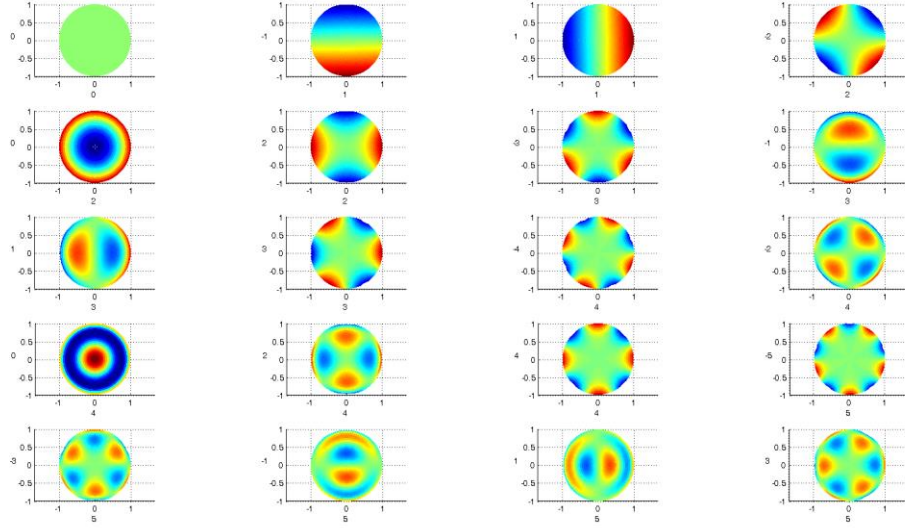 1 1 1 1
0.5 0.5 0.5 0.5
0 0 -1 0 1 0 -2 0
-0.5 -0.5 -0.5 -0.5
-1 -1 -1 -1
-1 0 1 -1 0 1 -1 0 1 -1 0 1
0 1 1 2
1 1 1 1
0.5 0.5 0.5 0.5
0 0 2 0 -3 0 -1 0
-0.5 -0.5 -0.5 -0.5
-1 -1 -1 -1
-1 0 1 -1 0 1 -1 0 1 -1 0 1
2 2 3 3
1 1 1 1
0.5 0.5 0.5 0.5
1 0 3 0 -4 0 -2 0
-0.5 -0.5 -0.5 -0.5
-1 -1 -1 -1
-1 0 1 -1 0 1 -1 0 1 -1 0 1
3 3 4 4
1 1 1 1
0.5 0.5 0.5 0.5
0 0 2 0 4 0 -5 0
-0.5 -0.5 -0.5 -0.5
-1 -1 -1 -1
-1 0 1 -1 0 1 -1 0 1 -1 0 1
4 4 4 5
1 1 1 1
0.5 0.5 0.5 0.5
-3 0 -1 0 1 0 3 0
-0.5 -0.5 -0.5 -0.5
-1 -1 -1 -1
-1 0 1 -1 0 1 -1 0 1 -1 0 1
5 5 5 5